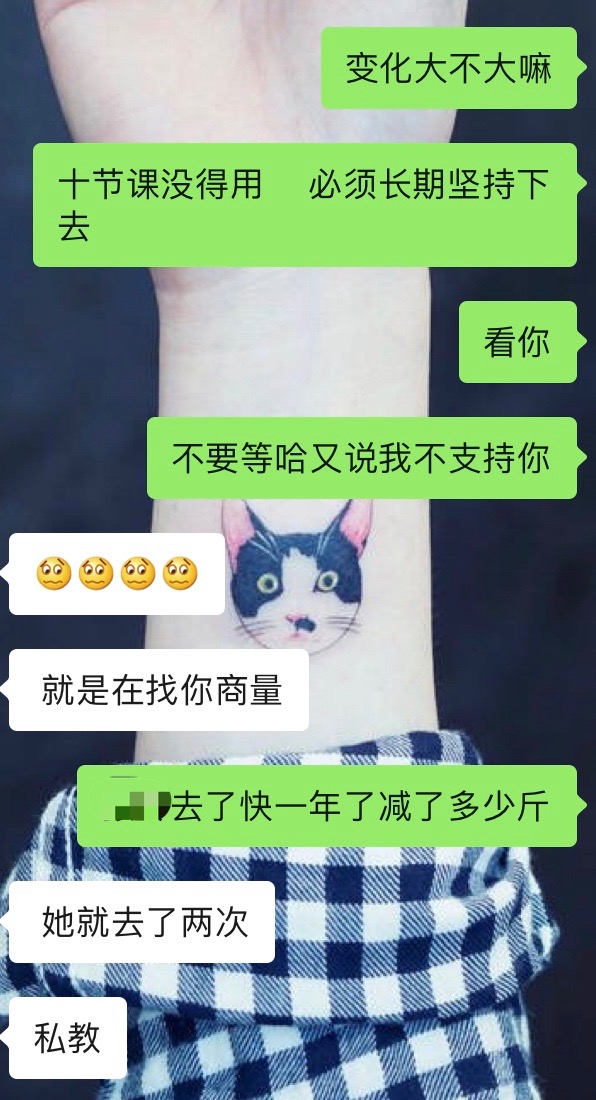 变化大不大嘛
十节课没得用 必须长期坚持下
去
看你
不要等哈又说我不支持你
就是在找你商量
去了快一年了减了多少斤
她就去了两次
私教